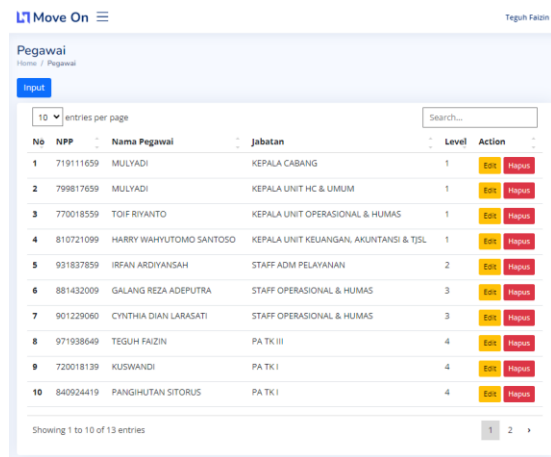 Move On
Teguh Faizin
Pegawai
Home / Pegawai
Input
10 entries per page
Search...
No NPP Nama Pegawai Jabatan Level Action
1 719111659 MULYADI KEPALA CABANG 1 Edit Hapus
2 799817659 MULYADI KEPALA UNIT HC & UMUM 1 Edit Hapus
3 770018559 TOIF RIYANTO KEPALA UNIT OPERASIONAL & HUMAS 1 Edit Hapus
4 810721099 HARRY WAHYUTOMO SANTOSO KEPALA UNIT KEUANGAN, AKUNTANSI & TJSL 1 Edit Hapus
5 931837859 IRFAN ARDIYANSAH STAFF ADM PELAYANAN 2 Edit Hapus
6 881432009 GALANG REZA ADEPUTRA STAFF OPERASIONAL & HUMAS 3 Edit Hapus
7 901229060 CYNTHIA DIAN LARASATI STAFF OPERASIONAL & HUMAS 3 Edit Hapus
8 971938649 TEGUH FAIZIN PA TK III 4 Edit Hapus
9 720018139 KUSWANDI PA TK I 4 Edit Hapus
10 840924419 PANGIHUTAN SITORUS PA TK I 4 Edit Hapus
Showing 1 to 10 of 13 entries
1 2 ›